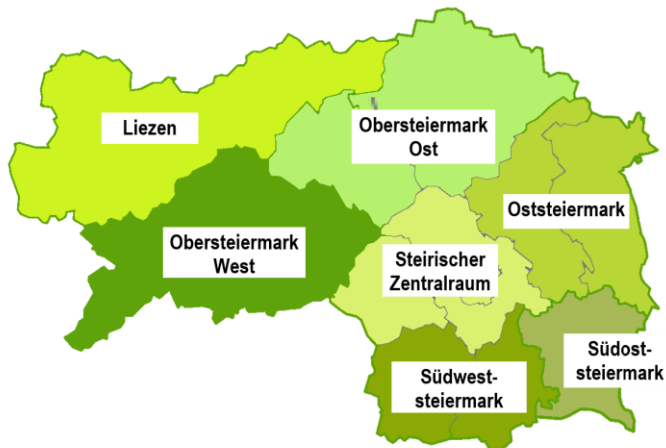 Liezen
Obersteiermark
Ost
Oststeiermark
Obersteiermark
West
Steirischer
Zentralraum
Südost-
steiermark
Südwest-
steiermark